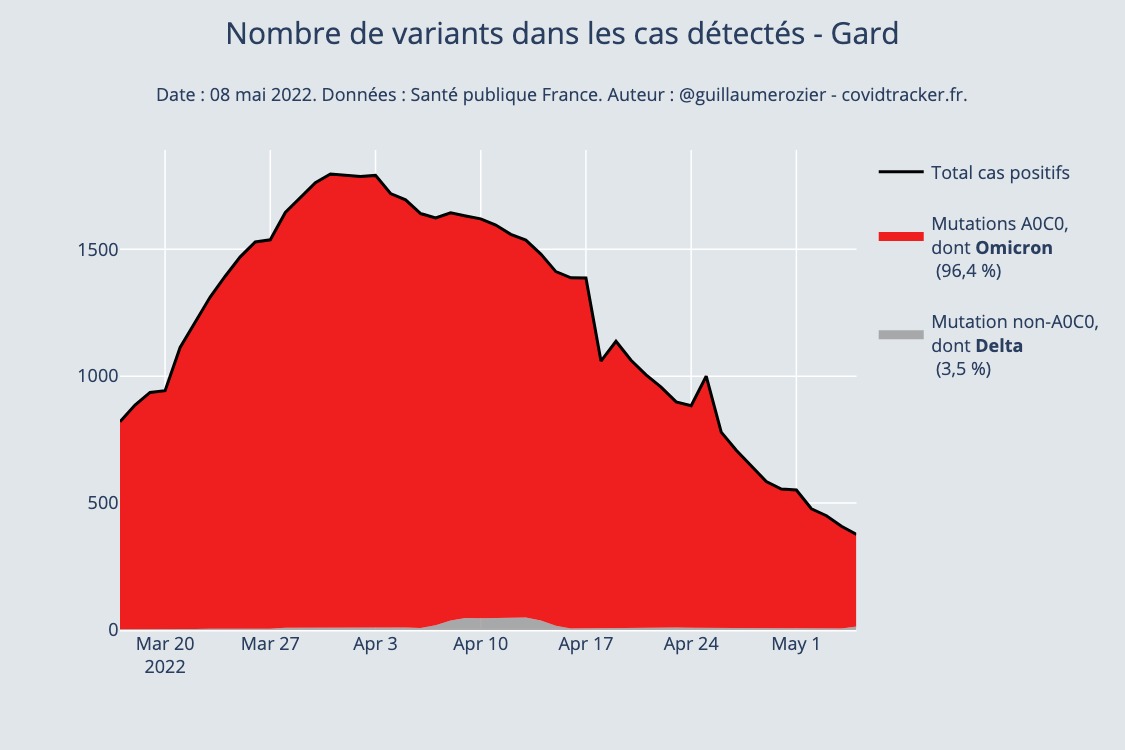 Nombre de variants dans les cas détectés - Gard
Date : 08 mai 2022. Données : Santé publique France. Auteur : @guillaumerozier - covidtracker.fr.
Total cas positifs
Mutations A0C0,
dont Omicron
(96,4 %)
Mutation non-A0C0,
dont Delta
(3,5 %)
1500
1000
500
0
Mar 20
2022
Mar 27
Apr 3
Apr 10
Apr 17
Apr 24
May 1